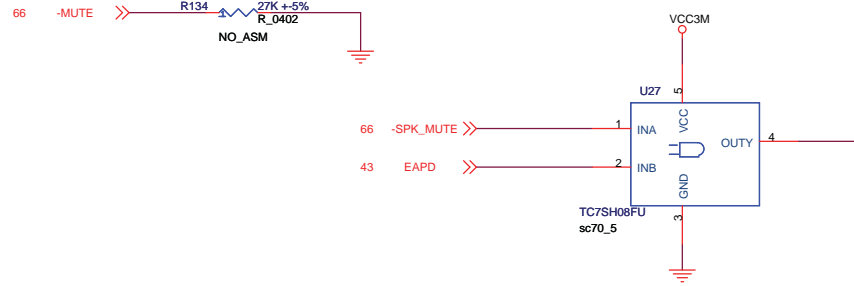 66 -MUTE R134 1 27K +-5%
R_0402
NO_ASM
VCC3M
U27
5
66 -SPK_MUTE 1 INA VCC
OUTY 4
43 EAPD 2 INB
GND
TC7SH08FU 3
sc70_5